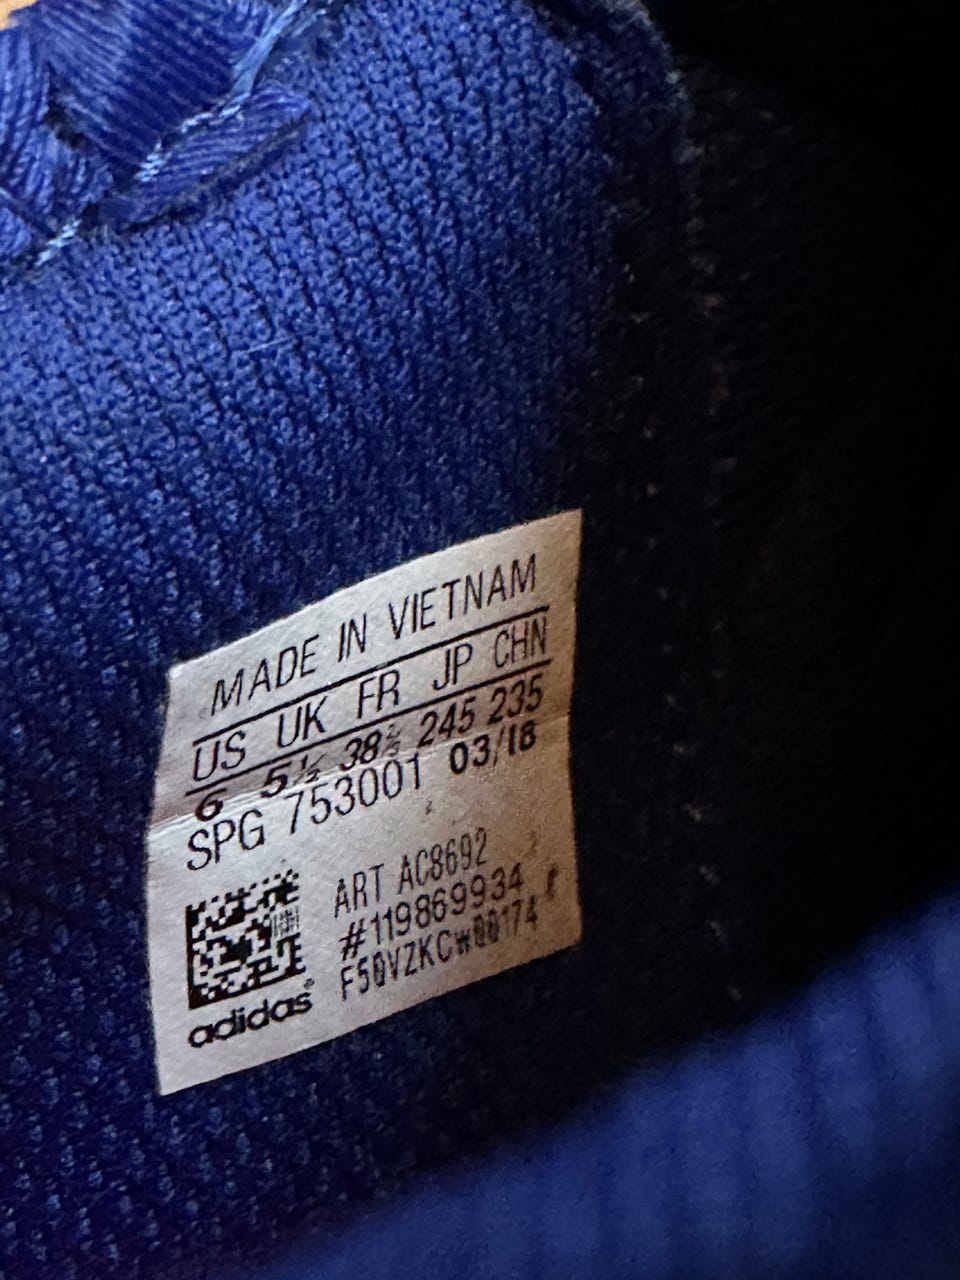 MADE IN VIETNAM
US UK FR JP CHN
6 5½ 38⅔ 245 235
SPG 753001 03/18
ART AC8692
#119869934
adidas®